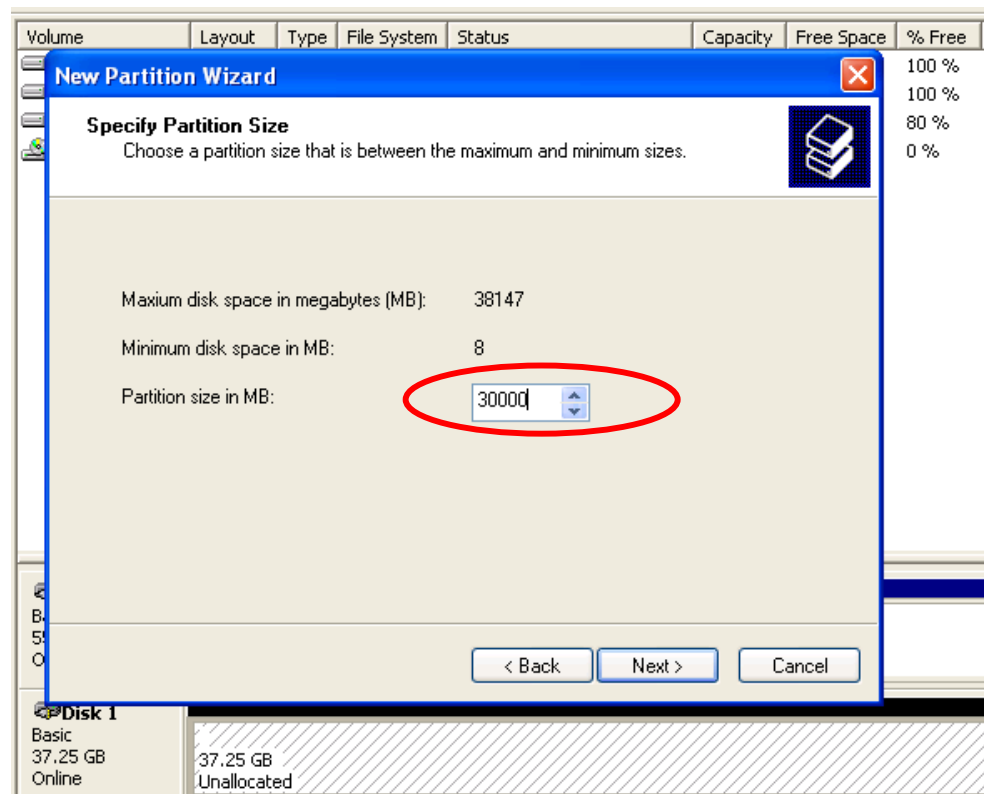 Volume Layout Type File System Status Capacity Free Space % Free
New Partition Wizard
100 %
100 %
Specify Partition Size
80 %
Choose a partition size that is between the maximum and minimum sizes.
0 %
Maxium disk space in megabytes (MB): 38147
Minimum disk space in MB: 8
Partition size in MB: 30000
< Back Next > Cancel
Disk 1
Basic
37.25 GB
Online
37.25 GB
Unallocated